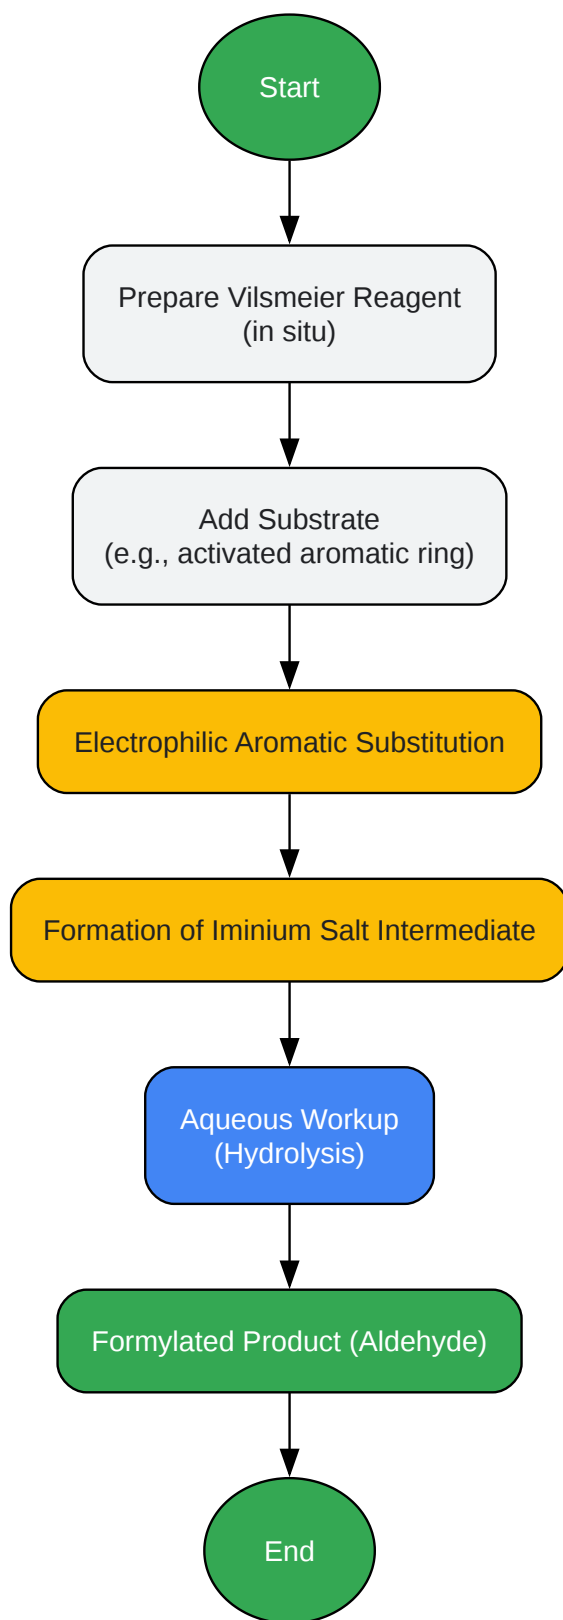 Start
Prepare Vilsmeier Reagent
(in situ)
Add Substrate
(e.g., activated aromatic ring)
Electrophilic Aromatic Substitution
Formation of Iminium Salt Intermediate
Aqueous Workup
(Hydrolysis)
Formylated Product (Aldehyde)
End